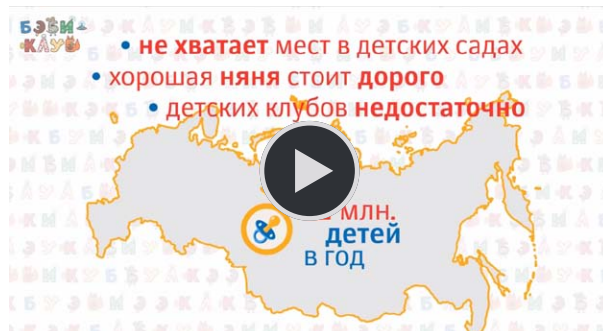 БЭБИ-
КЛУБ
• не хватает мест в детских садах
• хорошая няня стоит дорого
• детских клубов недостаточно
млн.
детей
в год